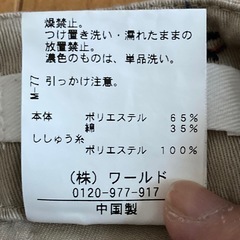 燥禁止。
つけ置き洗い・濡れたままの
放置禁止。
濃色のものは、単品洗い。
M-77
引っかけ注意。
本体 ポリエステル 65%
綿 35%
ししゅう糸
ポリエステル 100%
(株) ワールド
0120-977-917
中国製